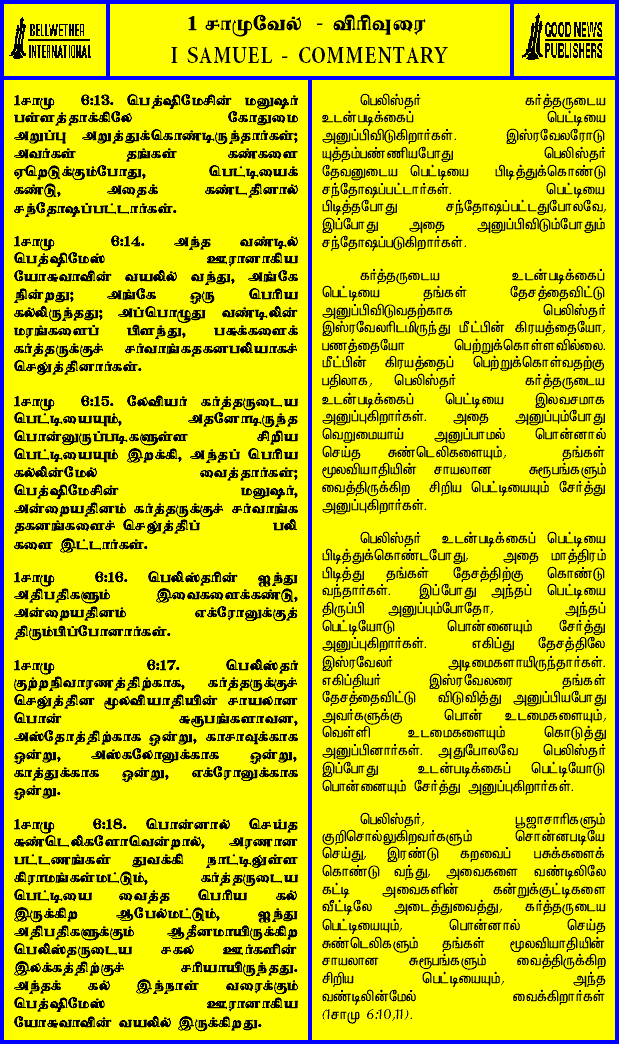 BELLWETHER
INTERNATIONAL
1 சாமுவேல் - விரிவுரை
I SAMUEL - COMMENTARY
GOOD NEWS
PUBLISHERS
1சாமு 6:13. பெத்ஷிமேசின் மனுஷர்
பள்ளத்தாக்கிலே கோதுமை
அறுப்பு அறுத்துக்கொண்டிருந்தார்கள்;
அவர்கள் தங்கள் கண்களை
ஏறெடுக்கும்போது, பெட்டியைக்
கண்டு, அதைக் கண்டதினால்
சந்தோஷப்பட்டார்கள்.
1சாமு 6:14. அந்த வண்டில்
பெத்ஷிமேஸ் ஊரானாகிய
யோசுவாவின் வயலில் வந்து, அங்கே
நின்றது; அங்கே ஒரு பெரிய
கல்லிருந்தது; அப்பொழுது வண்டிலின்
மரங்களைப் பிளந்து, பசுக்களைக்
கர்த்தருக்குச் சர்வாங்கதகனபலியாகச்
செலுத்தினார்கள்.
1சாமு 6:15. லேவியர் கர்த்தருடைய
பெட்டியையும், அதனோடிருந்த
பொன்னுருப்படிகளுள்ள சிறிய
பெட்டியையும் இறக்கி, அந்தப் பெரிய
கல்லின்மேல் வைத்தார்கள்;
பெத்ஷிமேசின் மனுஷர்,
அன்றையதினம் கர்த்தருக்குச் சர்வாங்க
தகனங்களைச் செலுத்திப் பலி
களை இட்டார்கள்.
1சாமு 6:16. பெலிஸ்தரின் ஐந்து
அதிபதிகளும் இவைகளைக்கண்டு,
அன்றையதினம் எக்ரோனுக்குத்
திரும்பிப்போனார்கள்.
1சாமு 6:17. பெலிஸ்தர்
குற்றநிவாரணத்திற்காக, கர்த்தருக்குச்
செலுத்தின மூலவியாதியின் சாயலான
பொன் சுரூபங்களாவன,
அஸ்தோத்திற்காக ஒன்று, காசாவுக்காக
ஒன்று, அஸ்கலோனுக்காக ஒன்று,
காத்துக்காக ஒன்று, எக்ரோனுக்காக
ஒன்று.
1சாமு 6:18. பொன்னால் செய்த
சுண்டெலிகளோவென்றால், அரணான
பட்டணங்கள் துவக்கி நாட்டிலுள்ள
கிராமங்கள்மட்டும், கர்த்தருடைய
பெட்டியை வைத்த பெரிய கல்
இருக்கிற ஆபேல்மட்டும், ஐந்து
அதிபதிகளுக்கும் ஆதீனமாயிருக்கிற
பெலிஸ்தருடைய சகல ஊர்களின்
இலக்கத்திற்குச் சரியாயிருந்தது.
அந்தக் கல் இந்நாள் வரைக்கும்
பெத்ஷிமேஸ் ஊரானாகிய
யோசுவாவின் வயலில் இருக்கிறது.
பெலிஸ்தர் கர்த்தருடைய
உடன்படிக்கைப் பெட்டியை
அனுப்பிவிடுகிறார்கள். இஸ்ரவேலரோடு
யுத்தம்பண்ணியபோது பெலிஸ்தர்
தேவனுடைய பெட்டியை பிடித்துக்கொண்டு
சந்தோஷப்பட்டார்கள். பெட்டியை
பிடித்தபோது சந்தோஷப்பட்டதுபோலவே,
இப்போது அதை அனுப்பிவிடும்போதும்
சந்தோஷப்படுகிறார்கள்.
கர்த்தருடைய உடன்படிக்கைப்
பெட்டியை தங்கள் தேசத்தைவிட்டு
அனுப்பிவிடுவதற்காக பெலிஸ்தர்
இஸ்ரவேலரிடமிருந்து மீட்பின் கிரயத்தையோ,
பணத்தையோ பெற்றுக்கொள்ளவில்லை.
மீட்பின் கிரயத்தைப் பெற்றுக்கொள்வதற்கு
பதிலாக, பெலிஸ்தர் கர்த்தருடைய
உடன்படிக்கைப் பெட்டியை இலவசமாக
அனுப்புகிறார்கள். அதை அனுப்பும்போது
வெறுமையாய் அனுப்பாமல் பொன்னால்
செய்த சுண்டெலிகளையும், தங்கள்
மூலவியாதியின் சாயலான சுரூபங்களும்
வைத்திருக்கிற சிறிய பெட்டியையும் சேர்த்து
அனுப்புகிறார்கள்.
பெலிஸ்தர் உடன்படிக்கைப் பெட்டியை
பிடித்துக்கொண்டபோது, அதை மாத்திரம்
பிடித்து தங்கள் தேசத்திற்கு கொண்டு
வந்தார்கள். இப்போது அந்தப் பெட்டியை
திருப்பி அனுப்பும்போதோ, அந்தப்
பெட்டியோடு பொன்னையும் சேர்த்து
அனுப்புகிறார்கள். எகிப்து தேசத்திலே
இஸ்ரவேலர் அடிமைகளாயிருந்தார்கள்.
எகிப்தியர் இஸ்ரவேலரை தங்கள்
தேசத்தைவிட்டு விடுவித்து அனுப்பியபோது
அவர்களுக்கு பொன் உடமைகளையும்,
வெள்ளி உடமைகளையும் கொடுத்து
அனுப்பினார்கள். அதுபோலவே பெலிஸ்தர்
இப்போது உடன்படிக்கைப் பெட்டியோடு
பொன்னையும் சேர்த்து அனுப்புகிறார்கள்.
பெலிஸ்தர், பூஜாசாரிகளும்
குறிசொல்லுகிறவர்களும் சொன்னபடியே
செய்து, இரண்டு கறவைப் பசுக்களைக்
கொண்டு வந்து, அவைகளை வண்டிலிலே
கட்டி அவைகளின் கன்றுக்குட்டிகளை
வீட்டிலே அடைத்துவைத்து, கர்த்தருடைய
பெட்டியையும், பொன்னால் செய்த
சுண்டெலிகளும் தங்கள் மூலவியாதியின்
சாயலான சுரூபங்களும் வைத்திருக்கிற
சிறிய பெட்டியையும், அந்த
வண்டிலின்மேல் வைக்கிறார்கள்
(1சாமு 6:10,11).